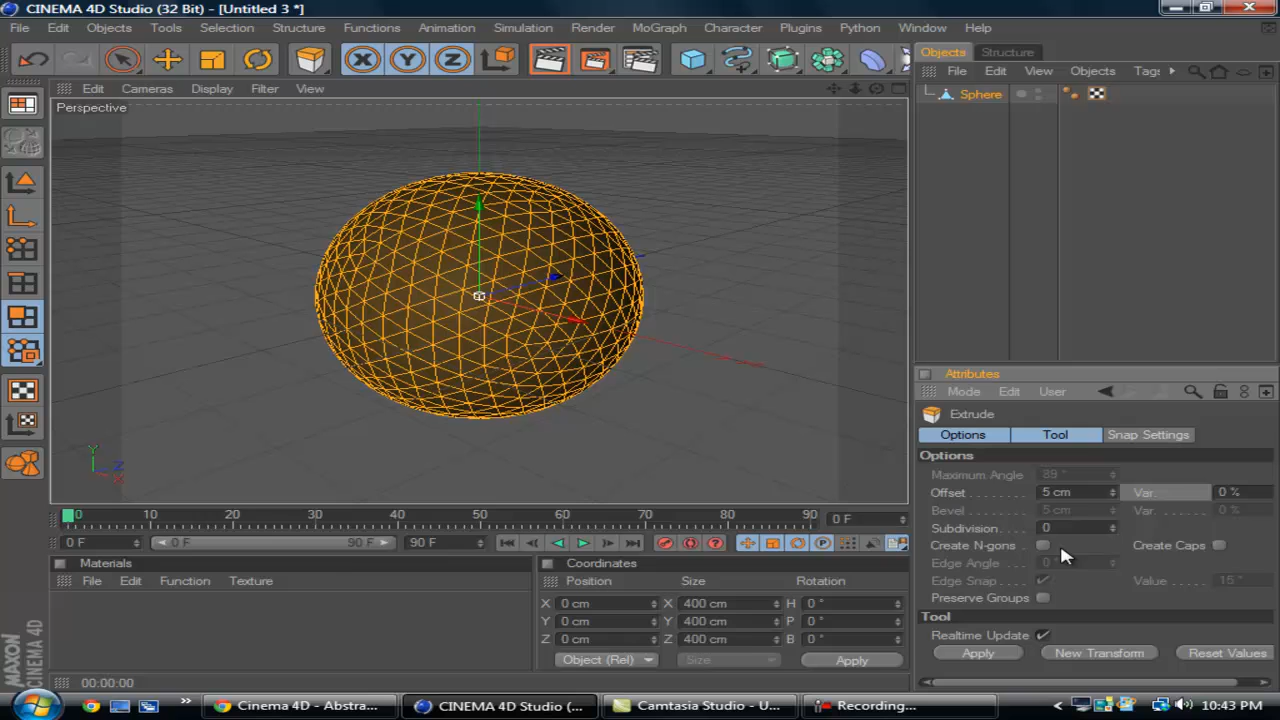 CINEMA 4D Studio (32 Bit) - [Untitled 3 *]
File Edit Objects Tools Selection Structure Functions Animation Simulation Render MoGraph Character Plugins Python Window Help
X Y Z
Objects Structure
File Edit View Objects Tags
Sphere
Edit Cameras Display Filter View
Perspective
Y Z X
Attributes
Mode Edit User
Extrude
Options Tool Snap Settings
Options
Maximum Angle 89 °
Offset 5 cm Var. 0 %
Bevel 5 cm Var. 0 %
Subdivision 0
Create N-gons Create Caps
Edge Angle 0 °
Edge Snap Value 15 °
Preserve Groups
Tool
Realtime Update
Apply New Transform Reset Values
0 10 20 30 40 50 60 70 80 90 0 F
0 F 0 F 90 F 90 F
Materials
File Edit Function Texture
Coordinates
Position Size Rotation
X 0 cm X 400 cm H 0 °
Y 0 cm Y 400 cm P 0 °
Z 0 cm Z 400 cm B 0 °
Object (Rel) Size Apply
MAXON
CINEMA 4D
00:00:00
Cinema 4D - Abstra... CINEMA 4D Studio (... Camtasia Studio - U... Recording... 10:43 PM